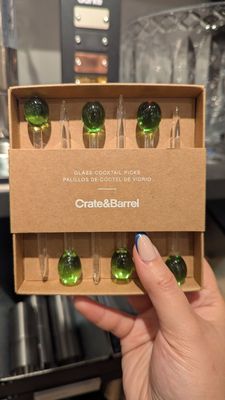 GLASS COCKTAIL PICKS
PALILLOS DE COCTEL DE VIDRIO
Crate&Barrel